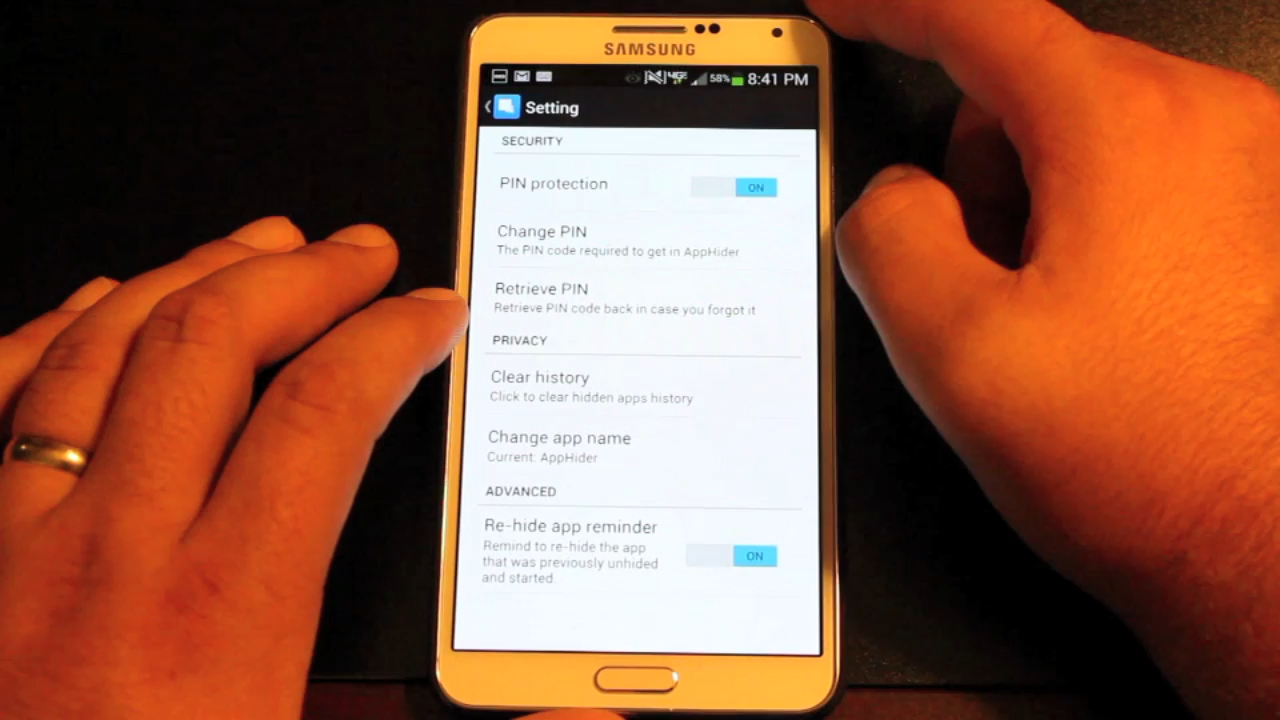 SAMSUNG
4G 58% 8:41 PM
Setting
SECURITY
PIN protection ON
Change PIN
The PIN code required to get in AppHider
Retrieve PIN
Retrieve PIN code back in case you forgot it
PRIVACY
Clear history
Click to clear hidden apps history
Change app name
Current: AppHider
ADVANCED
Re-hide app reminder
Remind to re-hide the app
that was previously unhided
and started. ON